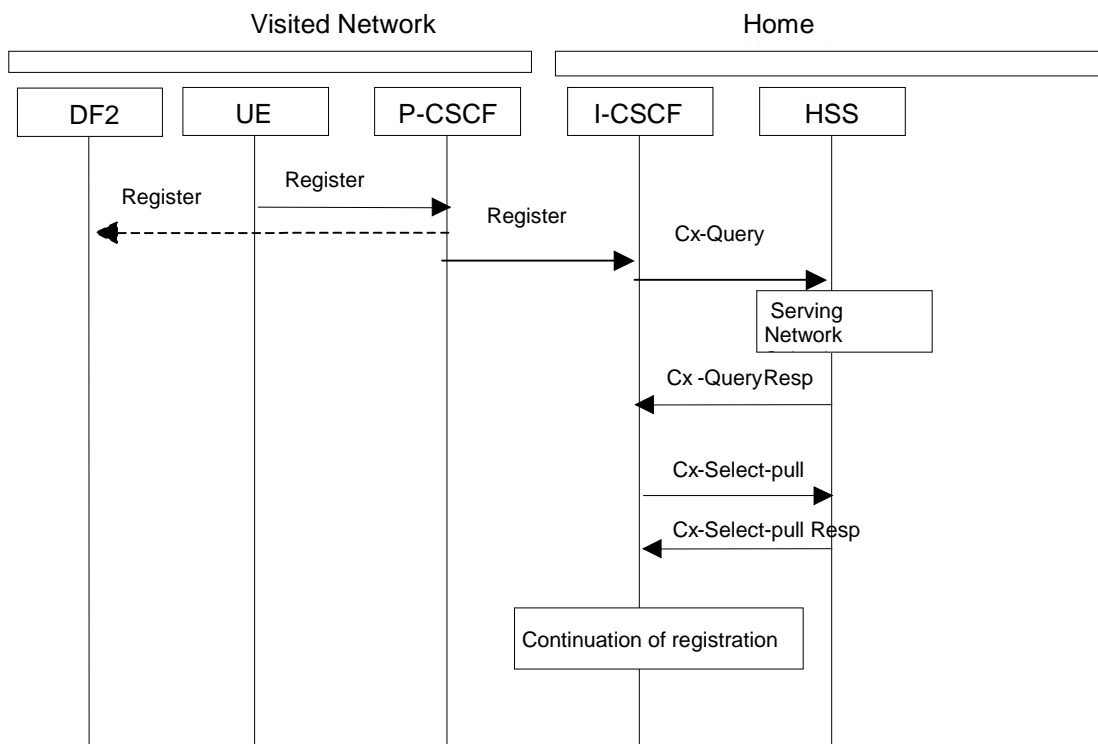 Visited Network
Home
DF2
UE
P-CSCF
I-CSCF
HSS
Register
Register
Register
Cx-Query
Serving
Network
Cx -QueryResp
Cx-Select-pull
Cx-Select-pull Resp
Continuation of registration